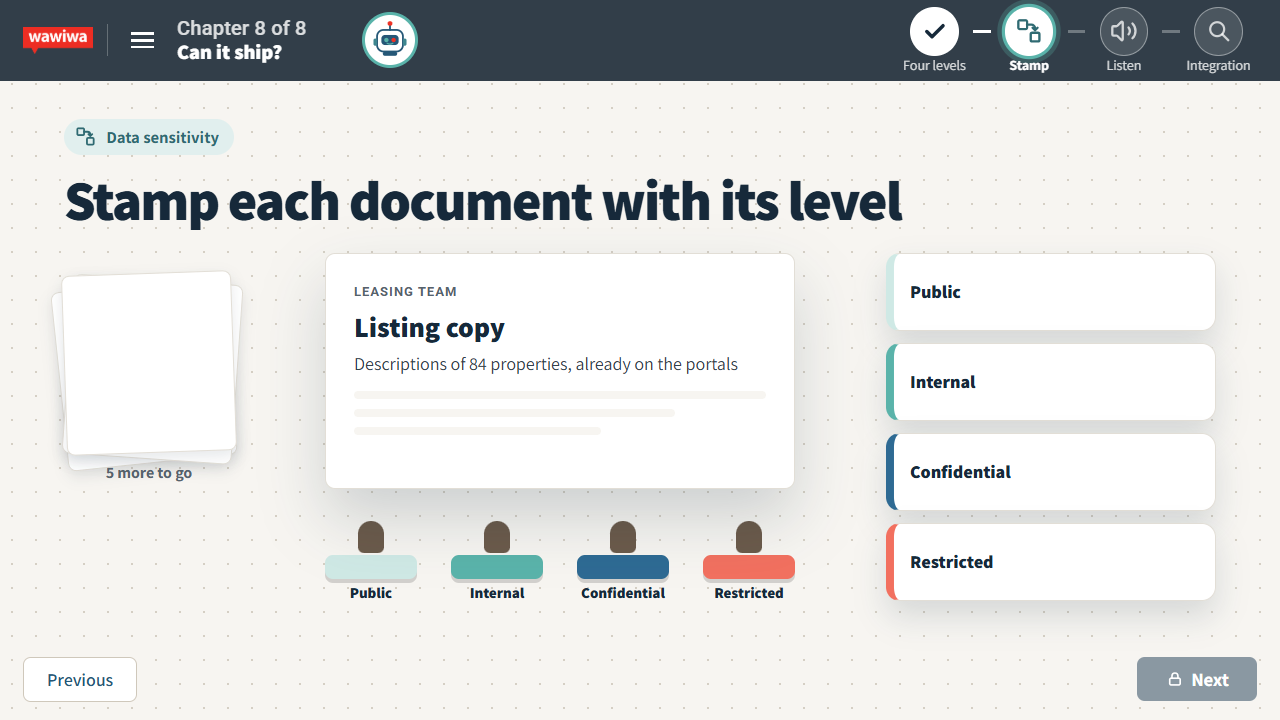 wawiwa
Chapter 8 of 8
Can it ship?
Four levels
Stamp
Listen
Integration
Data sensitivity
Stamp each document with its level
5 more to go
LEASING TEAM
Listing copy
Descriptions of 84 properties, already on the portals
Public
Internal
Confidential
Restricted
Public
Internal
Confidential
Restricted
Previous
Next